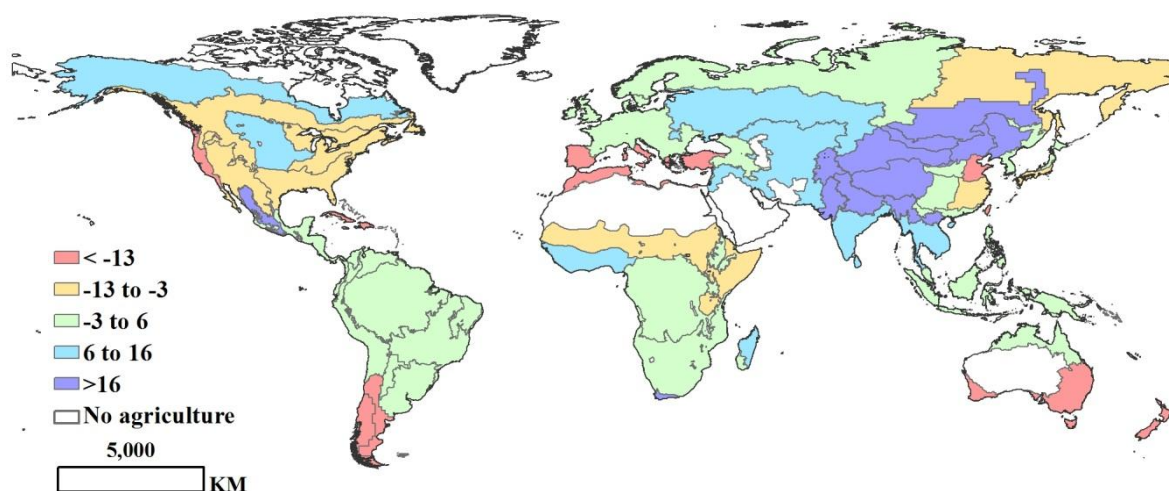 < -13
-13 to -3
-3 to 6
6 to 16
>16
No agriculture
5,000
KM